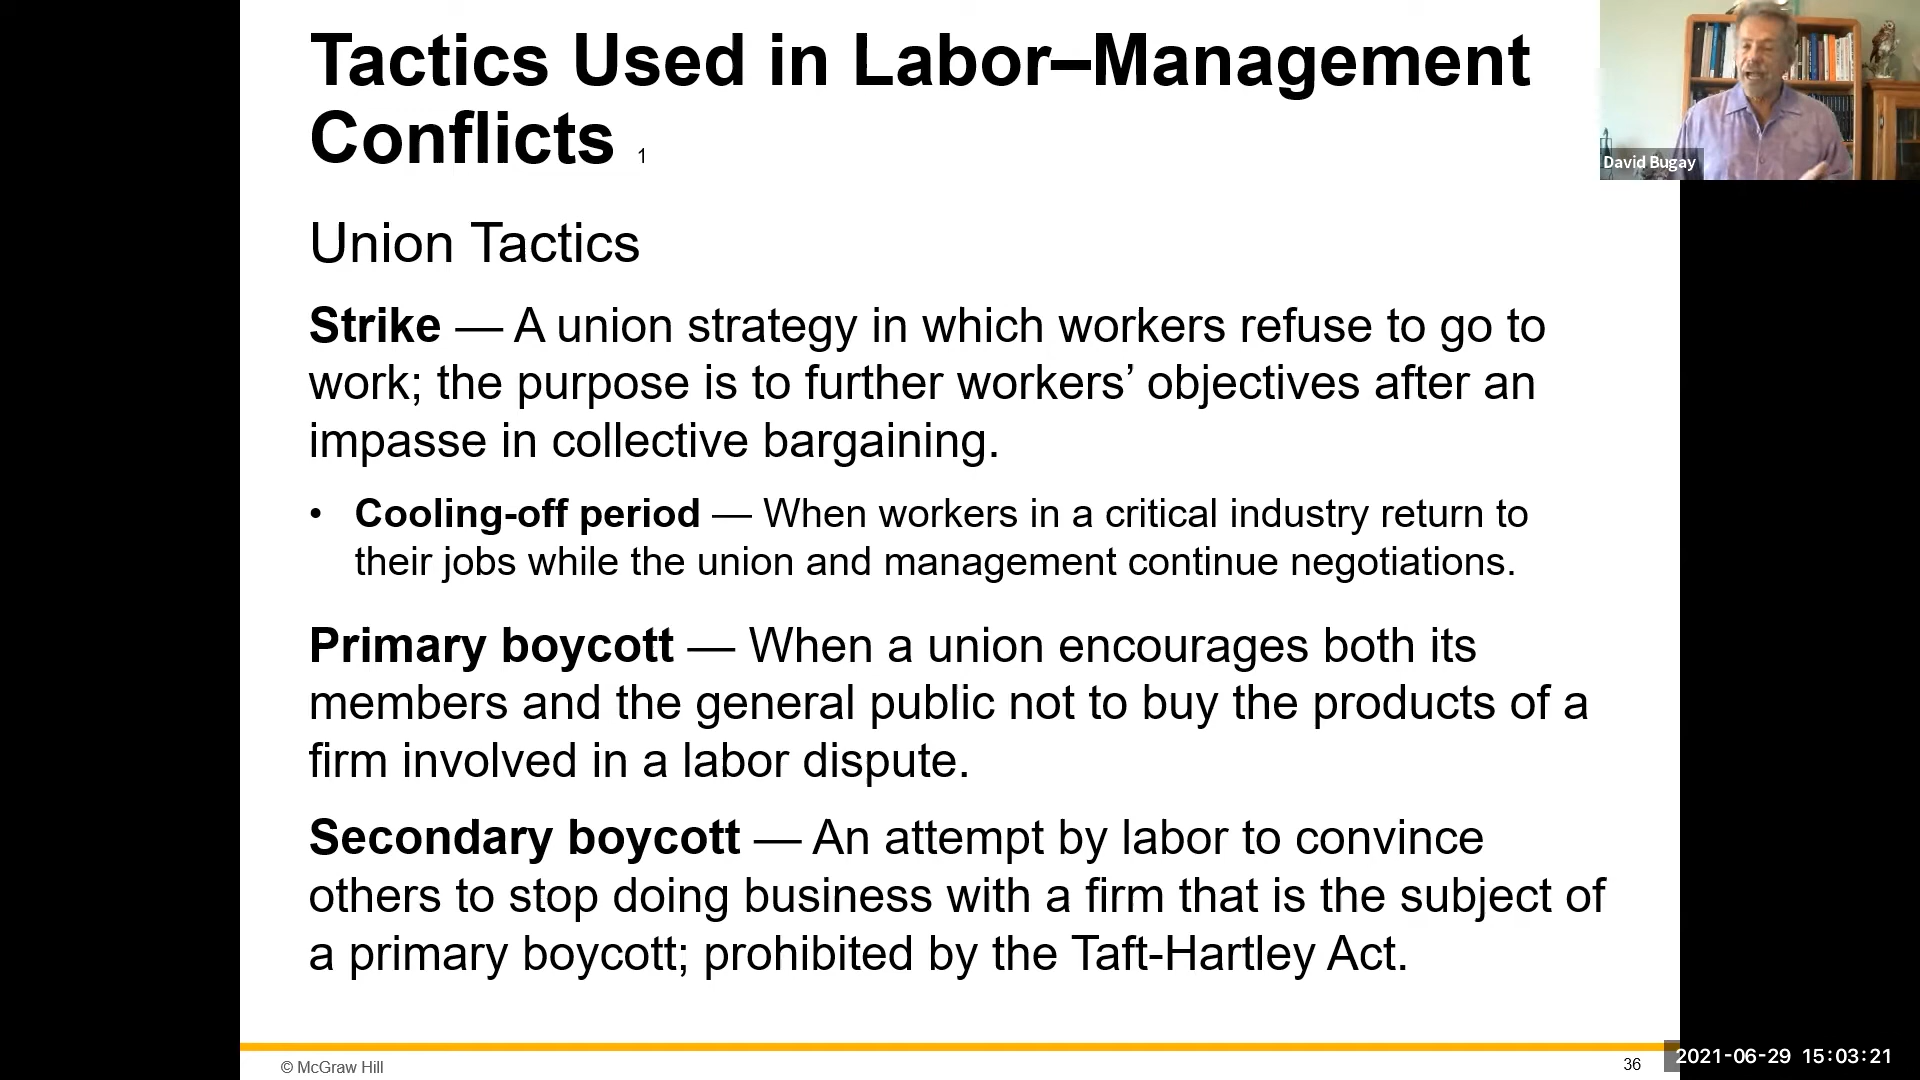 Tactics Used in Labor–Management
Conflicts 1
David Bugay
Union Tactics
Strike — A union strategy in which workers refuse to go to
work; the purpose is to further workers’ objectives after an
impasse in collective bargaining.
• Cooling-off period — When workers in a critical industry return to
their jobs while the union and management continue negotiations.
Primary boycott — When a union encourages both its
members and the general public not to buy the products of a
firm involved in a labor dispute.
Secondary boycott — An attempt by labor to convince
others to stop doing business with a firm that is the subject of
a primary boycott; prohibited by the Taft-Hartley Act.
© McGraw Hill
36
2021-06-29 15:03:21